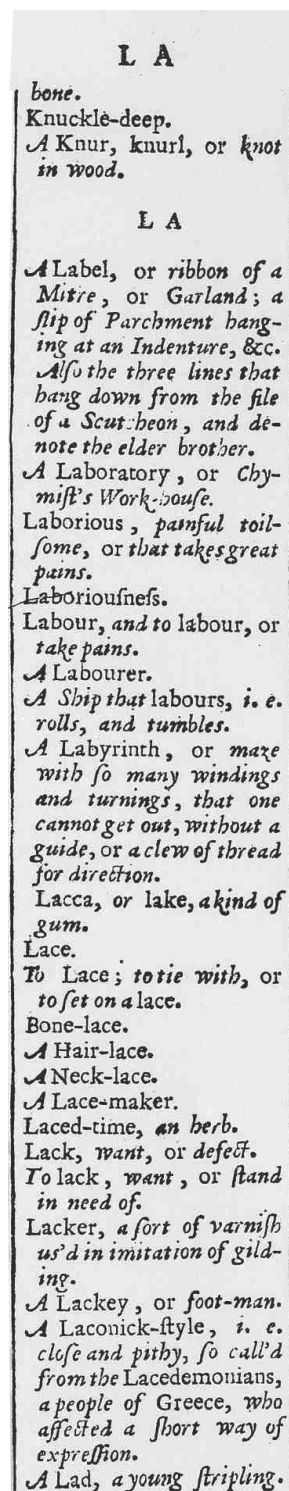 L A
bone.
Knuckle-deep.
A Knur, knurl, or knot
in wood.
L A
A Label, or ribbon of a
Mitre, or Garland; a
ſlip of Parchment hang-
ing at an Indenture, &c.
Alſo the three lines that
hang down from the file
of a Scutcheon, and de-
note the elder brother.
A Laboratory, or Chy-
miſt's Work-houſe.
Laborious, painful toil-
ſome, or that takes great
pains.
Laboriouſneſs.
Labour, and to labour, or
take pains.
A Labourer.
A Ship that labours, i. e.
rolls, and tumbles.
A Labyrinth, or maze
with ſo many windings
and turnings, that one
cannot get out, without a
guide, or a clew of thread
for direction.
Lacca, or lake, a kind of
gum.
Lace.
To Lace; to tie with, or
to ſet on a lace.
Bone-lace.
A Hair-lace.
A Neck-lace.
A Lace-maker.
Laced-time, an herb.
Lack, want, or defect.
To lack, want, or ſtand
in need of.
Lacker, a ſort of varniſh
us'd in imitation of gild-
ing.
A Lackey, or foot-man.
A Laconick-ſtyle, i. e.
cloſe and pithy, ſo call'd
from the Lacedemonians,
a people of Greece, who
affected a ſhort way of
expreſſion.
A Lad, a young ſtripling.